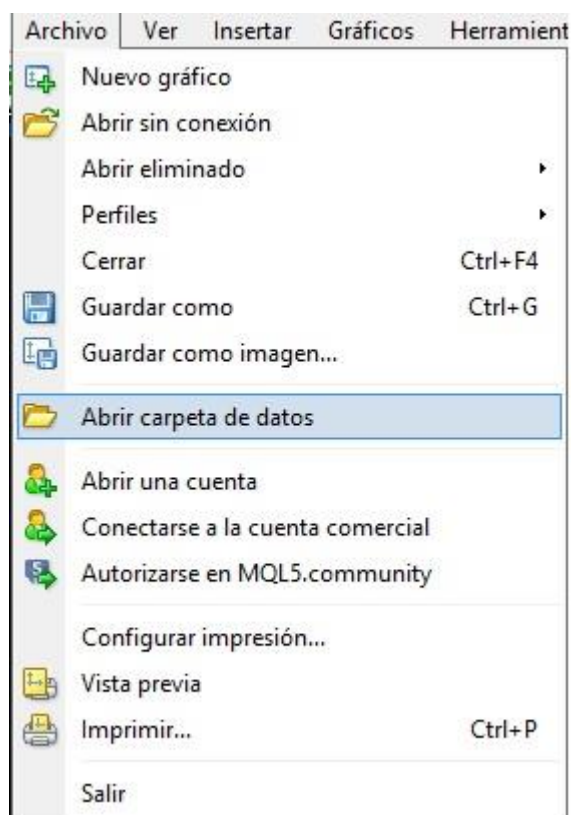 Archivo Ver Insertar Gráficos Herramient
Nuevo gráfico
Abrir sin conexión
Abrir eliminado
Perfiles
Cerrar Ctrl+F4
Guardar como Ctrl+G
Guardar como imagen...
Abrir carpeta de datos
Abrir una cuenta
Conectarse a la cuenta comercial
Autorizarse en MQL5.community
Configurar impresión...
Vista previa
Imprimir... Ctrl+P
Salir